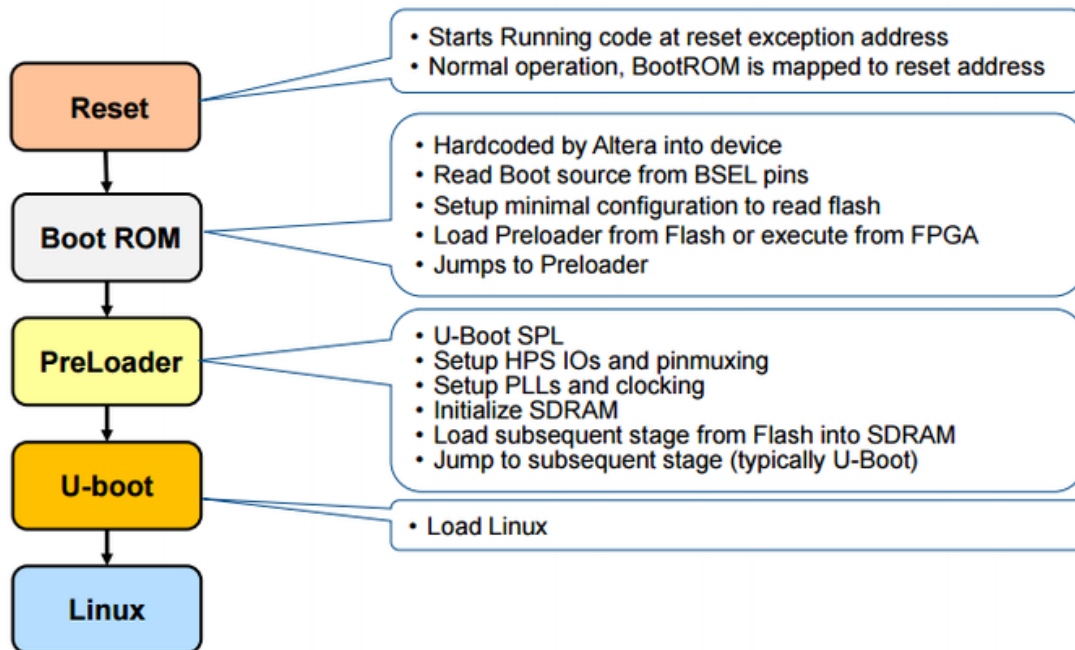 Reset
• Starts Running code at reset exception address
• Normal operation, BootROM is mapped to reset address
Boot ROM
• Hardcoded by Altera into device
• Read Boot source from BSEL pins
• Setup minimal configuration to read flash
• Load Preloader from Flash or execute from FPGA
• Jumps to Preloader
PreLoader
• U-Boot SPL
• Setup HPS IOs and pinmuxing
• Setup PLLs and clocking
• Initialize SDRAM
• Load subsequent stage from Flash into SDRAM
• Jump to subsequent stage (typically U-Boot)
U-boot
• Load Linux
Linux